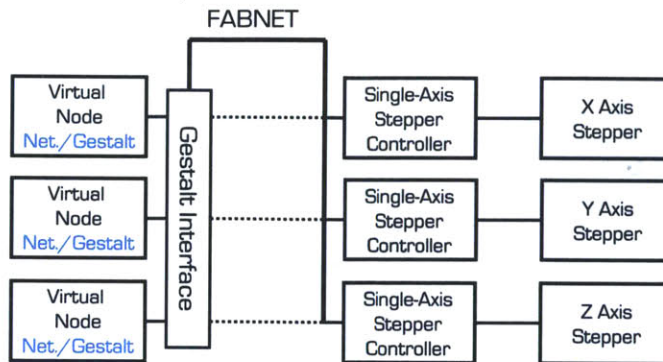 FABNET
Virtual
Node
Net./Gestalt
Gestalt Interface
Single-Axis
Stepper
Controller
X Axis
Stepper
Virtual
Node
Net./Gestalt
Single-Axis
Stepper
Controller
Y Axis
Stepper
Virtual
Node
Net./Gestalt
Single-Axis
Stepper
Controller
Z Axis
Stepper